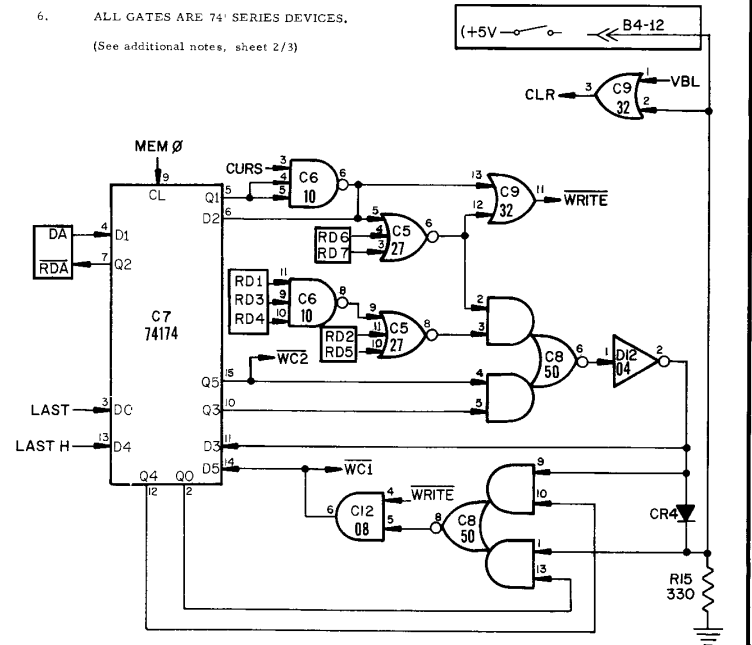 6. ALL GATES ARE 74' SERIES DEVICES.
(See additional notes, sheet 2/3)
(+5V
B4-12
1
VBL
3
C9
32
CLR
2
MEM Ø
9
CL
CURS
3
4
5
C6
10
6
13
12
C9
32
11
WRITE
Q1
5
D2
6
DA
4
D1
RDA
7
Q2
RD6
RD7
5
4
3
C5
27
6
RD1
RD3
RD4
11
9
10
C6
10
8
RD2
RD5
9
11
10
C5
27
8
2
3
C7
74174
WC2
Q5
15
4
C8
50
6
1
D12
04
2
LAST
3
D0
Q3
10
5
LAST H
13
D4
D3
11
D5
14
WC1
Q4
Q0
12
2
6
C12
08
4
WRITE
5
8
C8
50
9
10
1
13
CR4
R15
330